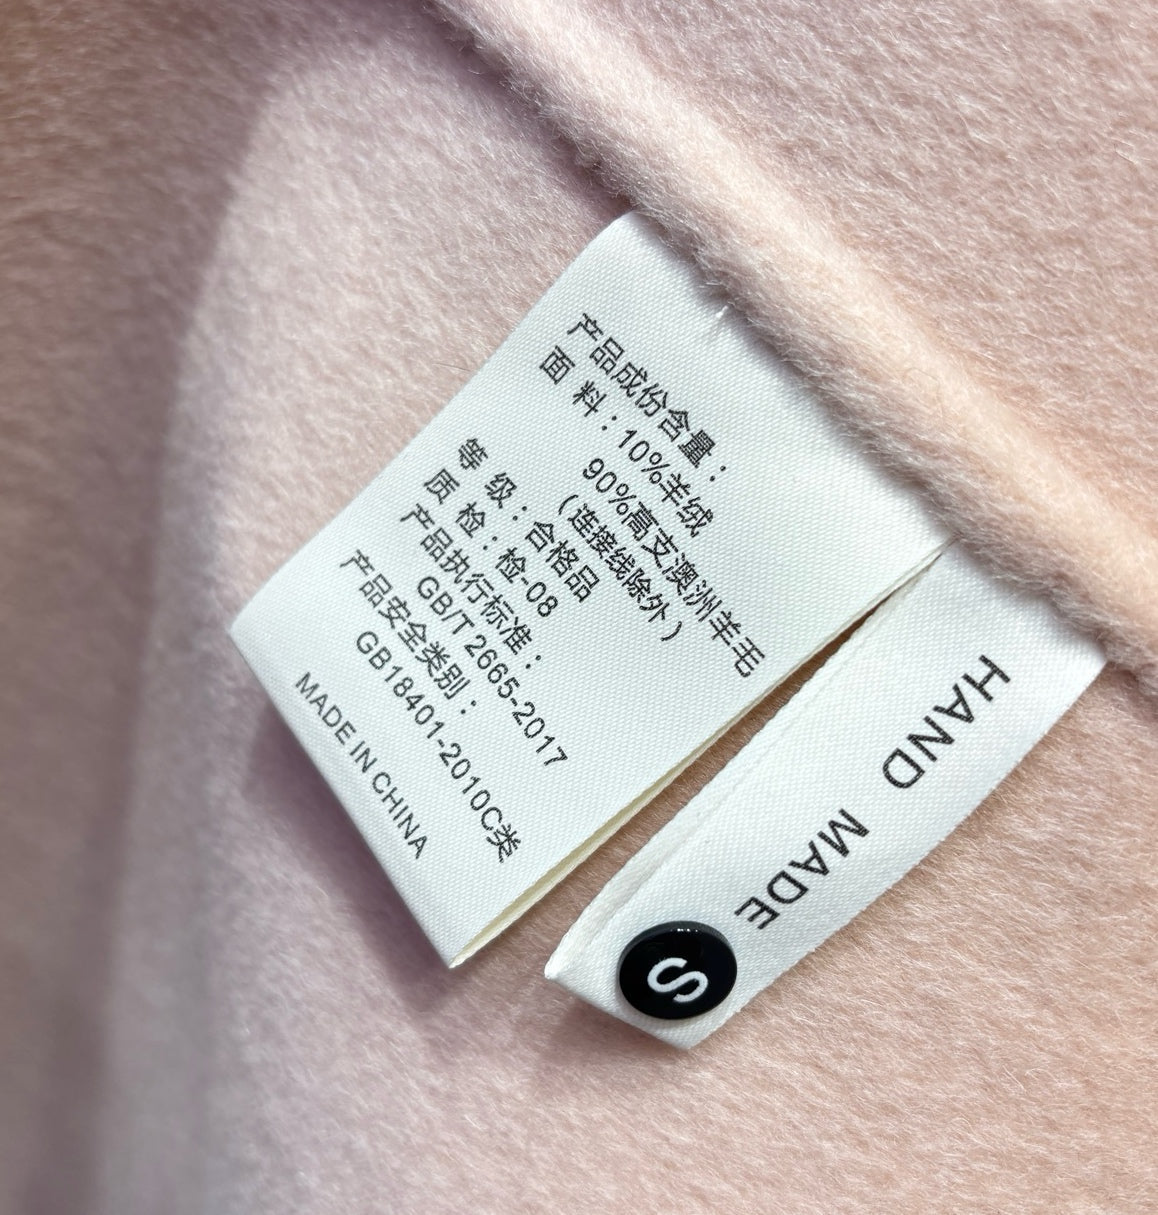 产品成份含量：
面 料：10%羊绒
90%高支澳洲羊毛
（连接线除外）
等 级：合格品
质 检：检-08
产品执行标准：
GB/T 2665-2017
产品安全类别：
GB18401-2010C类
MADE IN CHINA
HAND MADE
S